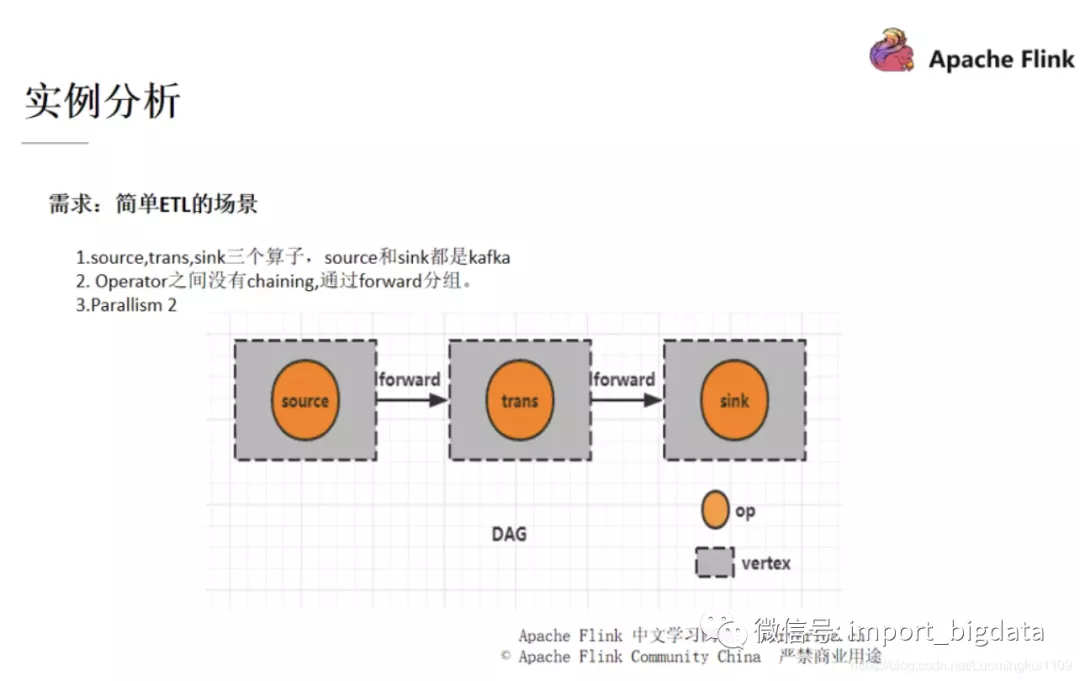 Apache Flink
实例分析
需求：简单ETL的场景
1.source,trans,sink三个算子，source和sink都是kafka
2. Operator之间没有chaining,通过forward分组。
3.Parallism 2
source
forward
trans
forward
sink
op
DAG
vertex
Apache Flink 中文学习
微信号: import_bigdata
© Apache Flink Community China 严禁商业用途
https://blog.csdn.net/Luomingkui1109